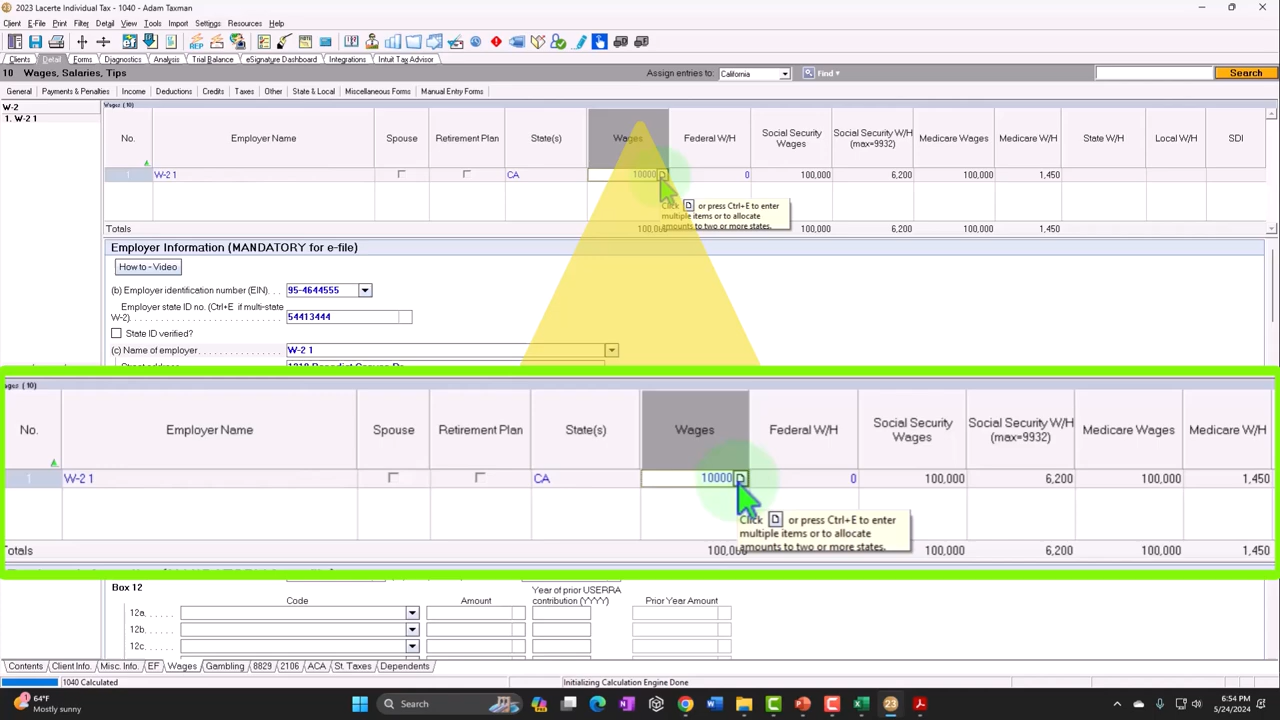 2023 Lacerte Individual Tax - 1040 - Adam Taxman
Client E-File Print Filter Detail View Tools Import Settings Resources Help
Clients Detail Forms Diagnostics Analysis Trial Balance eSignature Dashboard Integrations Intuit Tax Advisor
10 Wages, Salaries, Tips Assign entries to: California Find Search
General Payments & Penalties Income Deductions Credits Taxes Other State & Local Miscellaneous Forms Manual Entry Forms
W-2
1. W-2 1
Wages (10)
No. Employer Name Spouse Retirement Plan State(s) Wages Federal W/H Social Security Wages Social Security W/H (max=9932) Medicare Wages Medicare W/H State W/H Local W/H SDI
1 W-2 1 CA 10000 0 100,000 6,200 100,000 1,450
Click or press Ctrl+E to enter
multiple items or to allocate
amounts to two or more states.
Totals 100,000 100,000 6,200 100,000 1,450
Employer Information (MANDATORY for e-file)
How to - Video
(b) Employer identification number (EIN). . . 95-4644555
Employer state ID no. (Ctrl+E if multi-state
W-2). 54413444
State ID verified?
(c) Name of employer W-2 1
Street address
ages (10)
No. Employer Name Spouse Retirement Plan State(s) Wages Federal W/H Social Security Wages Social Security W/H (max=9932) Medicare Wages Medicare W/H
1 W-2 1 CA 10000 0 100,000 6,200 100,000 1,450
Click or press Ctrl+E to enter
multiple items or to allocate
amounts to two or more states.
otals 100,000 100,000 6,200 100,000 1,450
Box 12
Code Amount Year of prior USERRA contribution (YYYY) Prior Year Amount
12a. . . . . .
12b. . . . . .
12c. . . . . .
Contents Client Info. Misc. Info. EF Wages Gambling 8829 2106 ACA St. Taxes Dependents
1040 Calculated Initializing Calculation Engine Done
64°F
Mostly sunny
Search
23
6:54 PM
5/24/2024